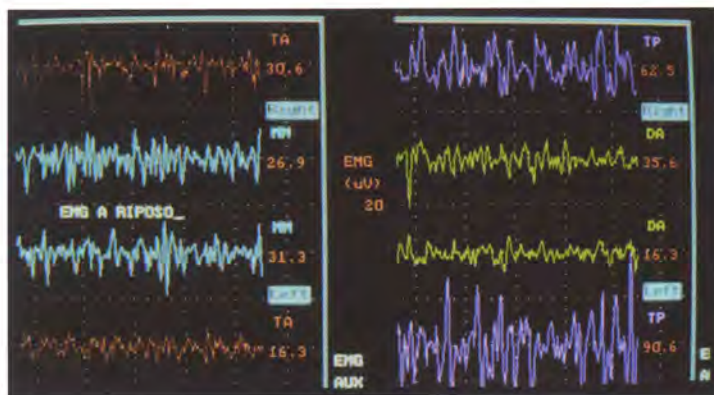 TA
30.6
Right
MM
26.9
EMG A RIPOSO_
MM
31.3
Left
TA
16.3
EMG
AUX
TP
62.5
Right
DA
EMG
35.6
(uV)
20
DA
16.3
Left
TP
90.6
E
A